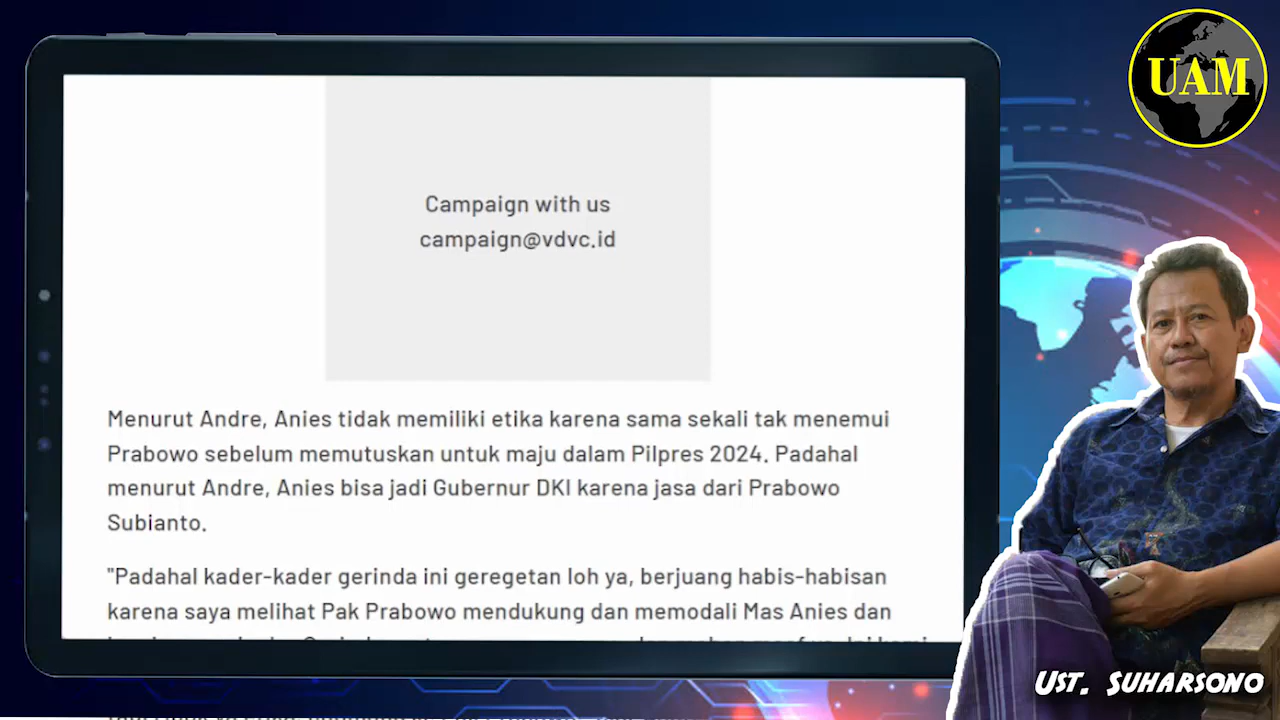 UAM
Campaign with us
campaign@vdvc.id
Menurut Andre, Anies tidak memiliki etika karena sama sekali tak menemui
Prabowo sebelum memutuskan untuk maju dalam Pilpres 2024. Padahal
menurut Andre, Anies bisa jadi Gubernur DKI karena jasa dari Prabowo
Subianto.
"Padahal kader-kader gerinda ini geregetan loh ya, berjuang habis-habisan
karena saya melihat Pak Prabowo mendukung dan memodali Mas Anies dan
UST. SUHARSONO